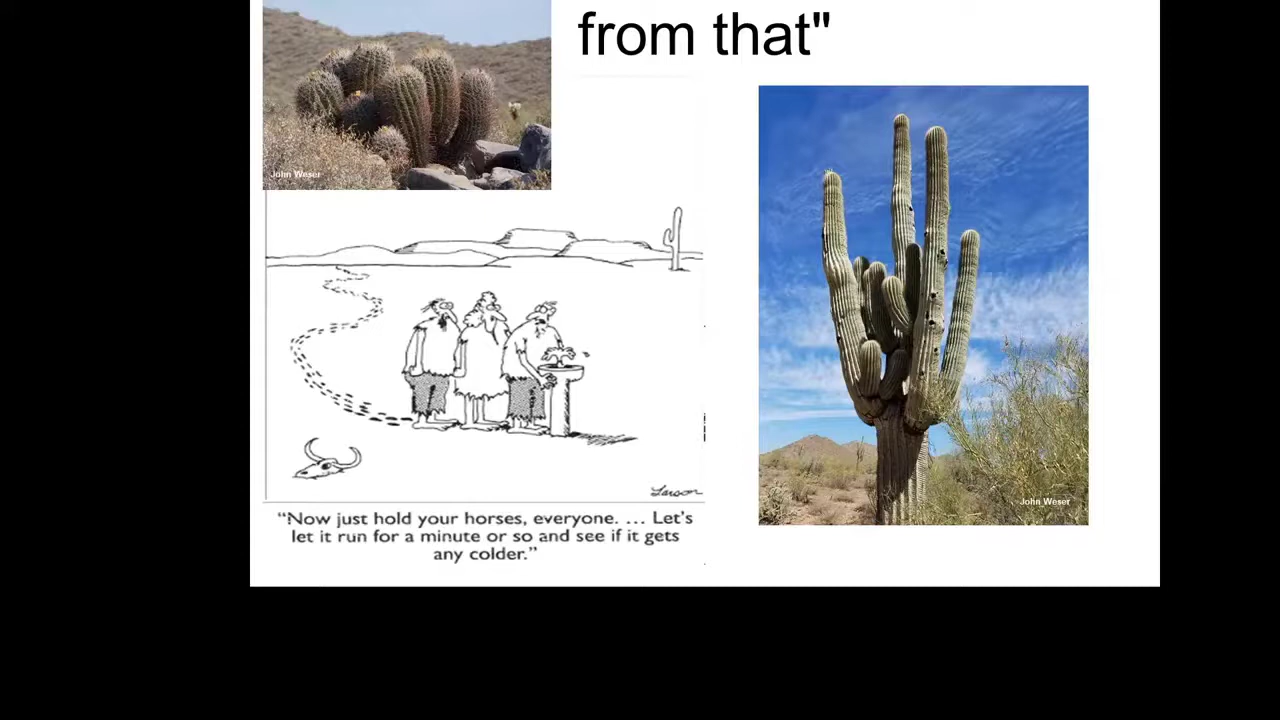 from that"
John Weser
Larson
“Now just hold your horses, everyone. ... Let’s
let it run for a minute or so and see if it gets
any colder.”
John Weser